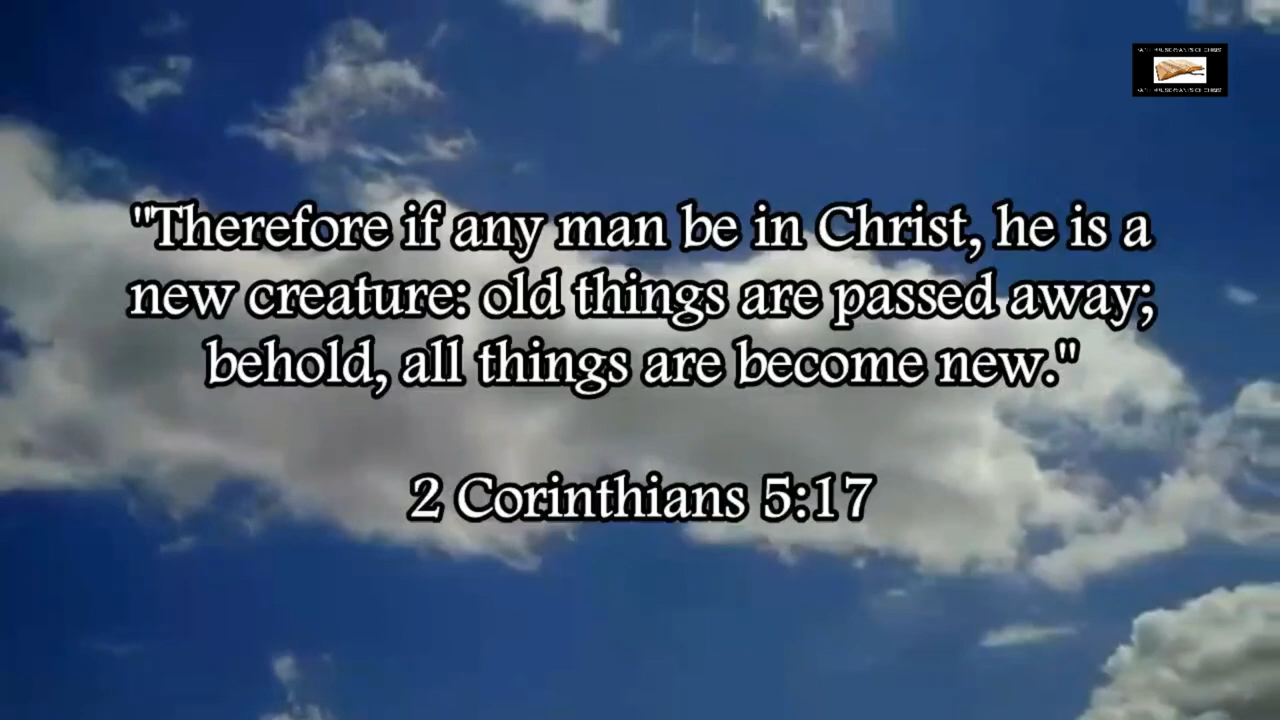 "Therefore if any man be in Christ, he is a
new creature: old things are passed away;
behold, all things are become new."
2 Corinthians 5:17